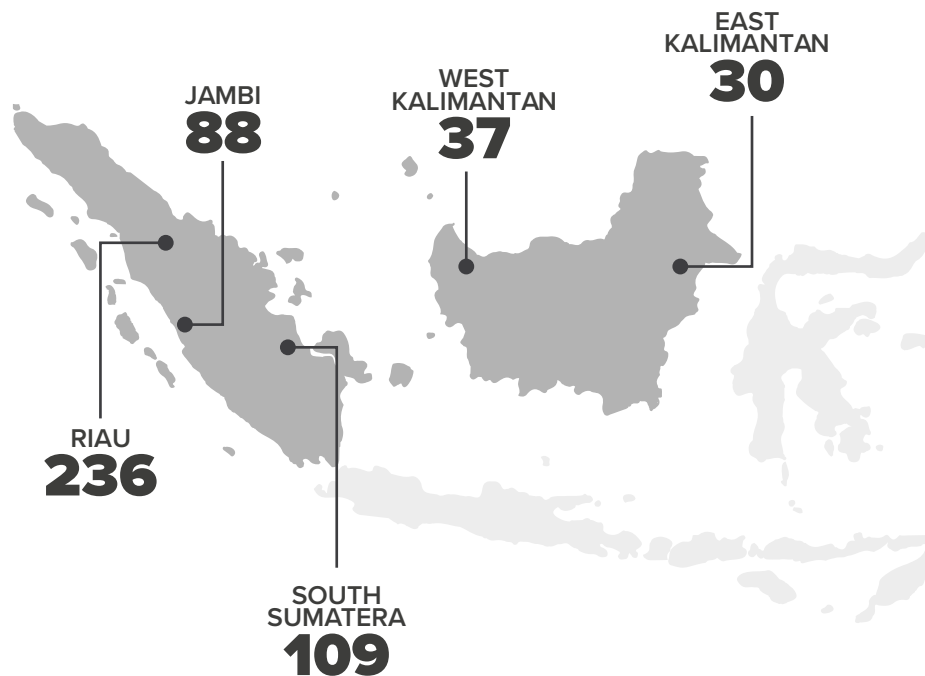 EAST
KALIMANTAN
30
WEST
KALIMANTAN
37
JAMBI
88
RIAU
236
SOUTH
SUMATERA
109